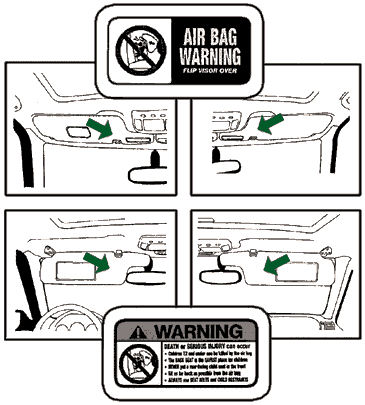 AIR BAG
WARNING
FLIP VISOR OVER
WARNING
DEATH or SERIOUS INJURY can occur
• Children 12 and under can be killed by the air bag
• The BACK SEAT is the SAFEST place for children
• NEVER put a rear-facing child seat in the front
• Sit as far back as possible from the air bag
• ALWAYS use SEAT BELTS and CHILD RESTRAINTS